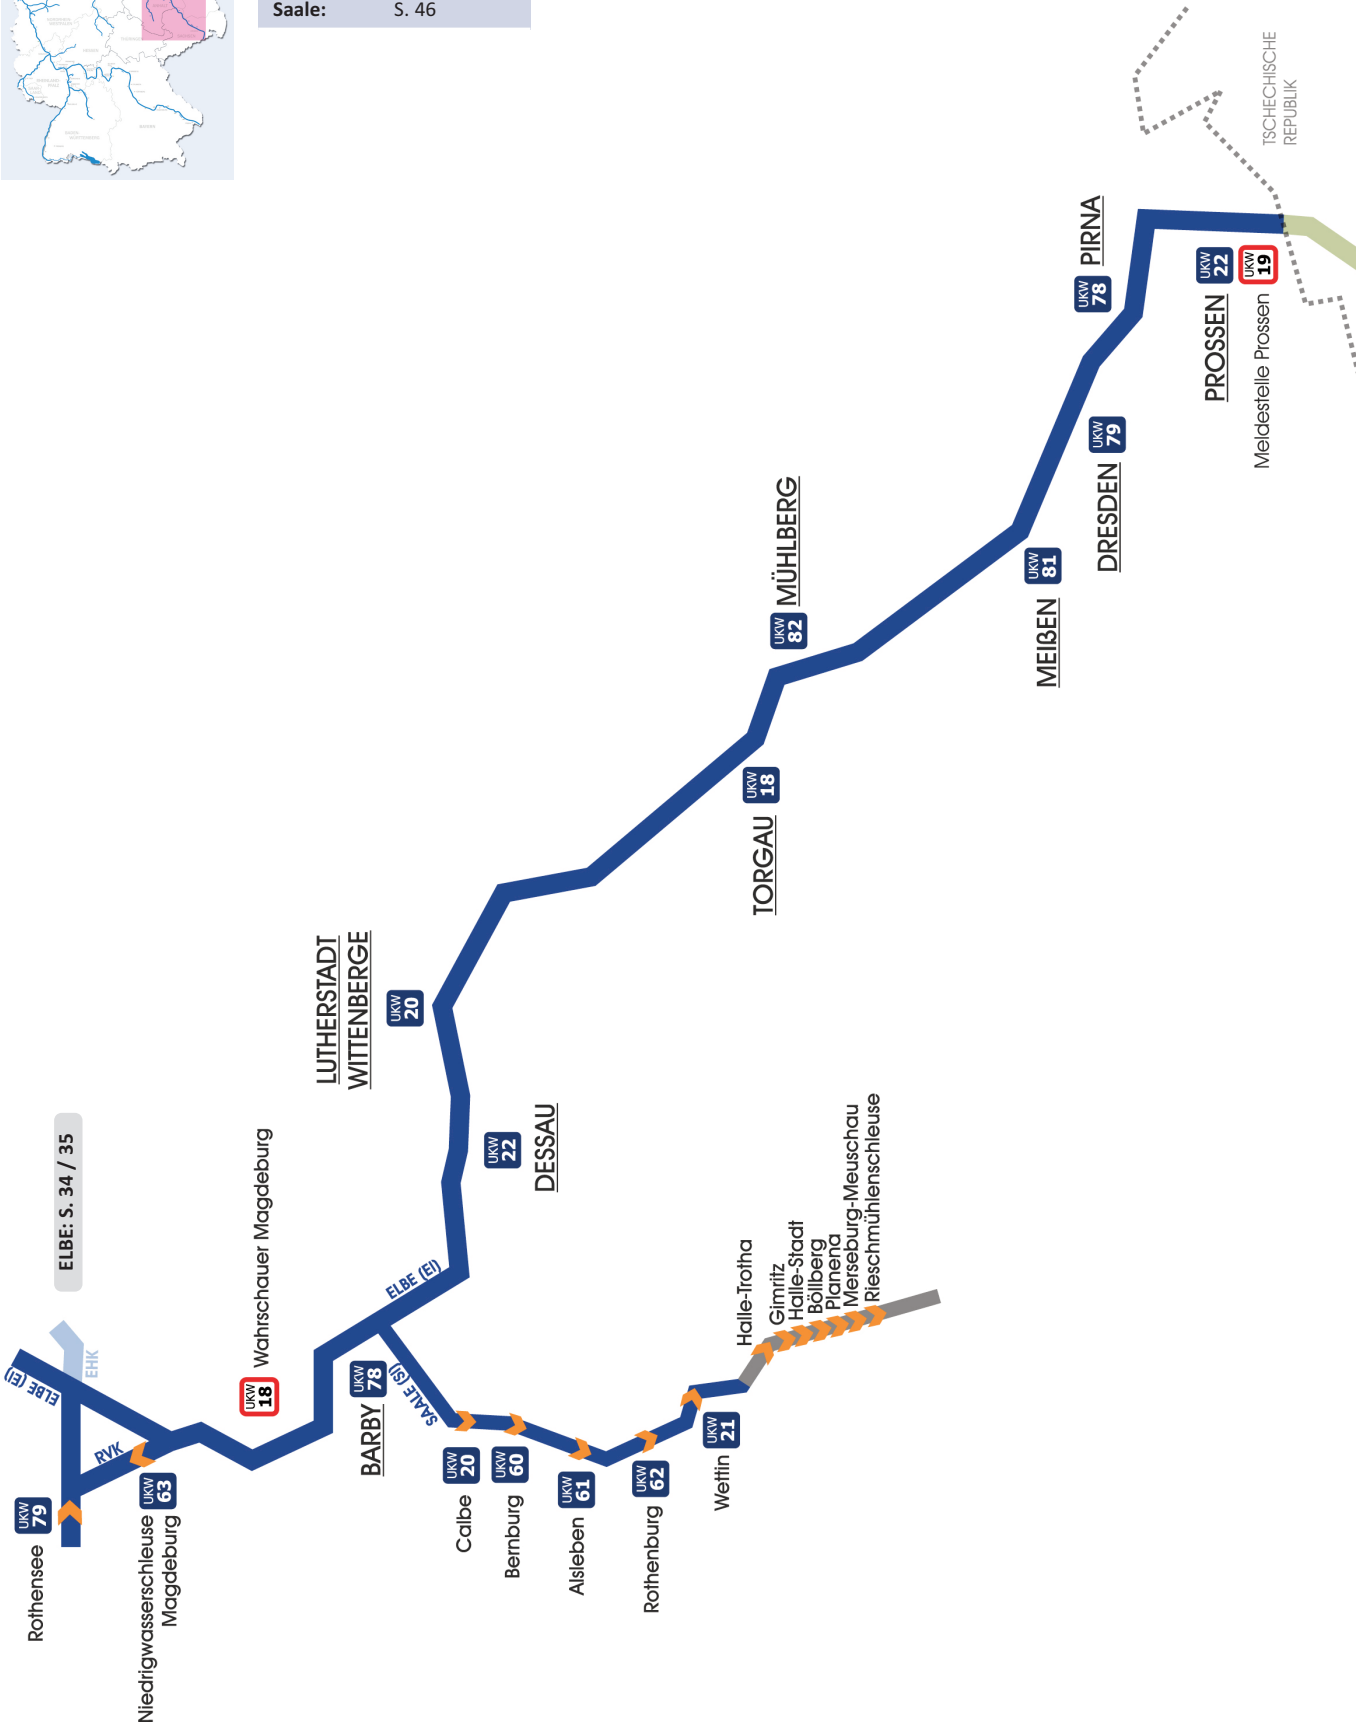 Saale: S. 46
TSCHECHISCHE
REPUBLIK
PIRNA
UKW
78
UKW
22
PROSSEN
UKW
19
Meldestelle Prossen
UKW
79
DRESDEN
UKW
81
MEIßEN
MÜHLBERG
UKW
82
UKW
18
TORGAU
LUTHERSTADT
WITTENBERGE
UKW
20
UKW
22
DESSAU
ELBE: S. 34 / 35
Wahrschauer Magdeburg
UKW
18
ELBE (El)
EHK
ELBE (El)
RVK
UKW
79
Rothensee
UKW
63
Niedrigwasserschleuse
Magdeburg
UKW
78
BARBY
SAALE (Sl)
UKW
20
Calbe
UKW
60
Bernburg
UKW
61
Alsleben
UKW
62
Rothenburg
UKW
21
Wettin
Halle-Trotha
Gimritz
Halle-Stadt
Böllberg
Planena
Merseburg-Meuschau
Rieschmühlenschleuse